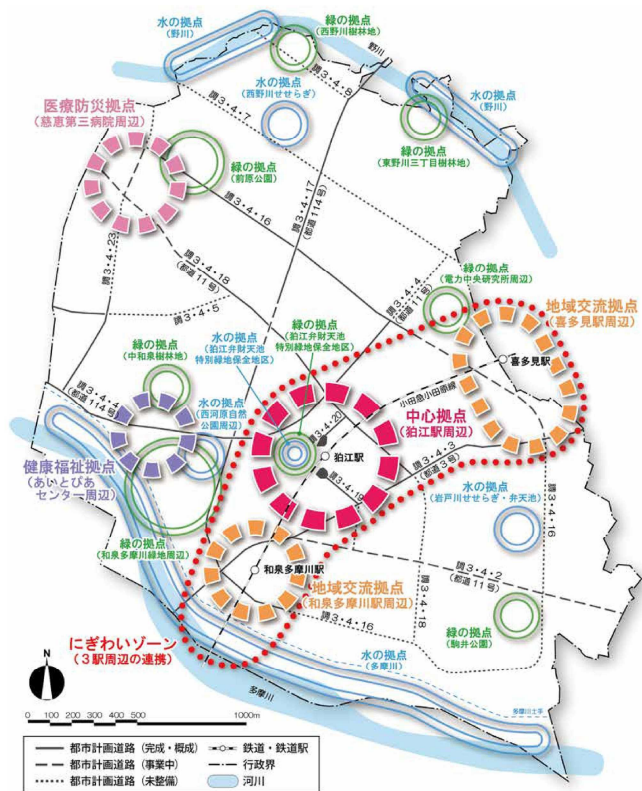 水の拠点
(野川)
緑の拠点
(西野川樹林地)
野川
調3・4・8
水の拠点
(西野川せせらぎ)
水の拠点
(野川)
医療防災拠点
(慈恵第三病院周辺)
調3・4・7
緑の拠点
(前原公園)
緑の拠点
(東野川三丁目樹林地)
調3・4・17
(都道114号)
調3・4・16
調3・4・23
調3・4・18
(都道11号)
調3・4・5
調3・4・4
(都道11号)
緑の拠点
(電力中央研究所周辺)
地域交流拠点
(喜多見駅周辺)
喜多見駅
緑の拠点
(中和泉樹林地)
水の拠点
(狛江弁財天池
特別緑地保全地区)
緑の拠点
(狛江弁財天池
特別緑地保全地区)
小田急小田原線
調3・4・4
(都道114号)
水の拠点
(西河原自然
公園周辺)
調3・4・20
中心拠点
(狛江駅周辺)
狛江駅
健康福祉拠点
(あいとぴあ
センター周辺)
調3・4・19
調3・4・3
(都道3号)
水の拠点
(岩戸川せせらぎ・弁天池)
調3・4・16
緑の拠点
(和泉多摩川緑地周辺)
和泉多摩川駅
地域交流拠点
(和泉多摩川駅周辺)
調3・4・2
(都道11号)
調3・4・16
調3・4・18
緑の拠点
(駒井公園)
にぎわいゾーン
(3駅周辺の連携)
水の拠点
(多摩川)
多摩川
多摩川土手
N
0 100 200 300 400 500 1000m
都市計画道路(完成・概成)
鉄道・鉄道駅
都市計画道路(事業中)
行政界
都市計画道路(未整備)
河川